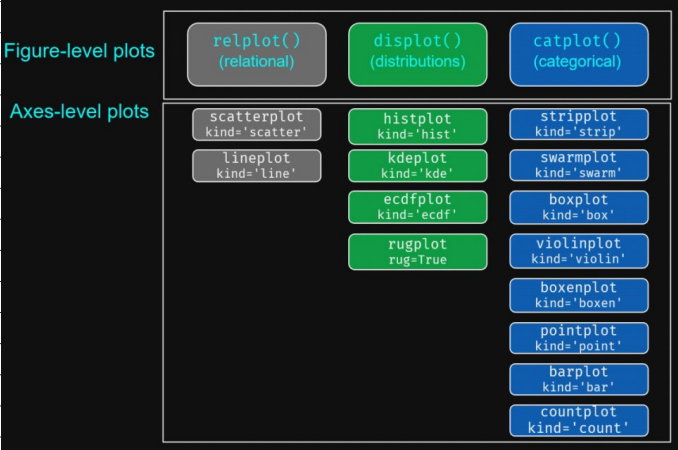 Figure-level plots
relplot()
(relational)
displot()
(distributions)
catplot()
(categorical)
Axes-level plots
scatterplot
kind='scatter'
lineplot
kind='line'
histplot
kind='hist'
kdeplot
kind='kde'
ecdfplot
kind='ecdf'
rugplot
rug=True
stripplot
kind='strip'
swarmplot
kind='swarm'
boxplot
kind='box'
violinplot
kind='violin'
boxenplot
kind='boxen'
pointplot
kind='point'
barplot
kind='bar'
countplot
kind='count'